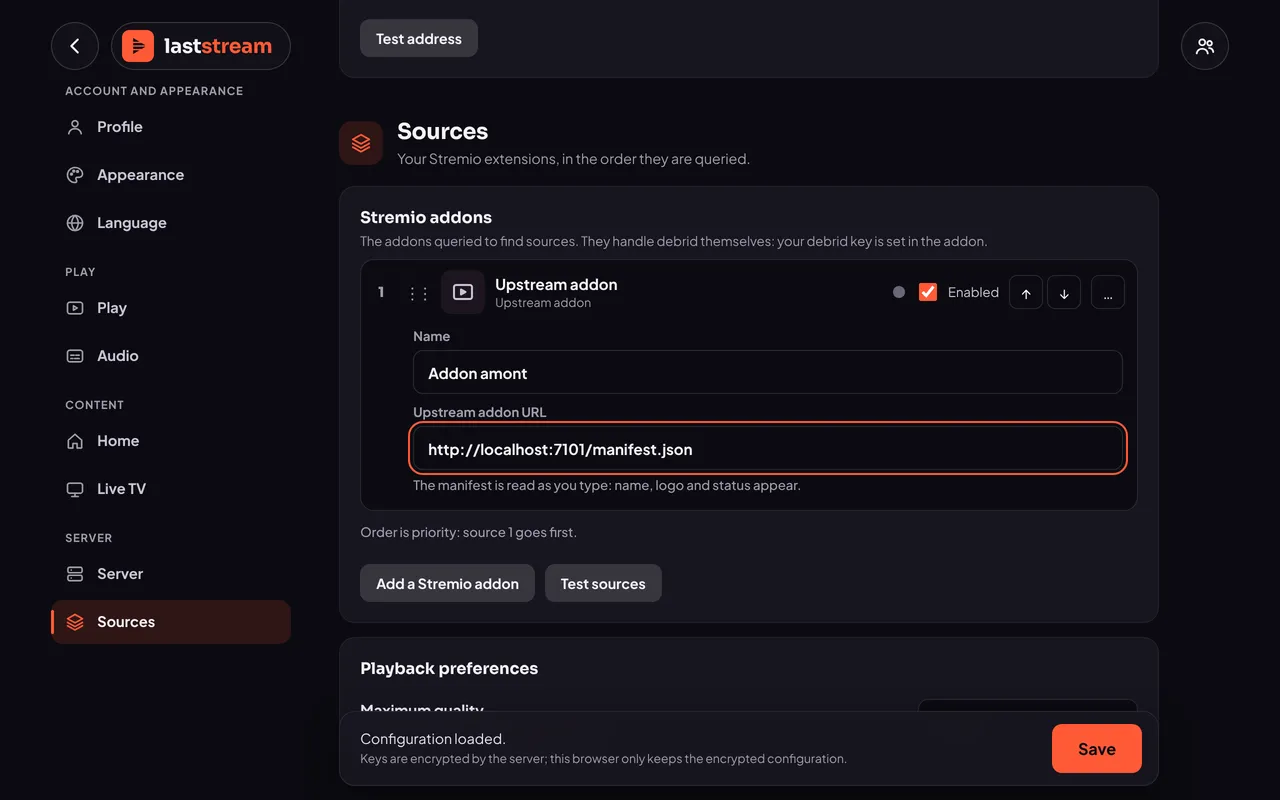 laststream
Test address
ACCOUNT AND APPEARANCE
Profile
Appearance
Language
PLAY
Play
Audio
CONTENT
Home
Live TV
SERVER
Server
Sources
Sources
Your Stremio extensions, in the order they are queried.
Stremio addons
The addons queried to find sources. They handle debrid themselves: your debrid key is set in the addon.
1
Upstream addon
Upstream addon
Enabled
↑
↓
...
Name
Addon amont
Upstream addon URL
http://localhost:7101/manifest.json
The manifest is read as you type: name, logo and status appear.
Order is priority: source 1 goes first.
Add a Stremio addon
Test sources
Playback preferences
Maximum quality
Configuration loaded.
Keys are encrypted by the server; this browser only keeps the encrypted configuration.
Save